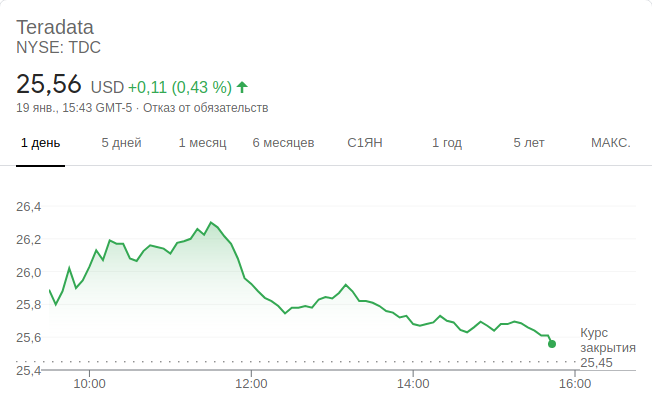 Teradata
NYSE: TDC
25,56 USD +0,11 (0,43 %)
19 янв., 15:43 GMT-5 · Отказ от обязательств
1 день 5 дней 1 месяц 6 месяцев С1ЯН 1 год 5 лет МАКС.
26,4
26,2
26,0
25,8
25,6
25,4
Курс
закрытия
25,45
10:00 12:00 14:00 16:00